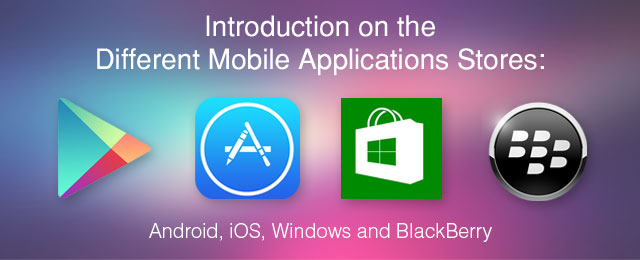 Introduction on the
Different Mobile Applications Stores:
Android, iOS, Windows and BlackBerry